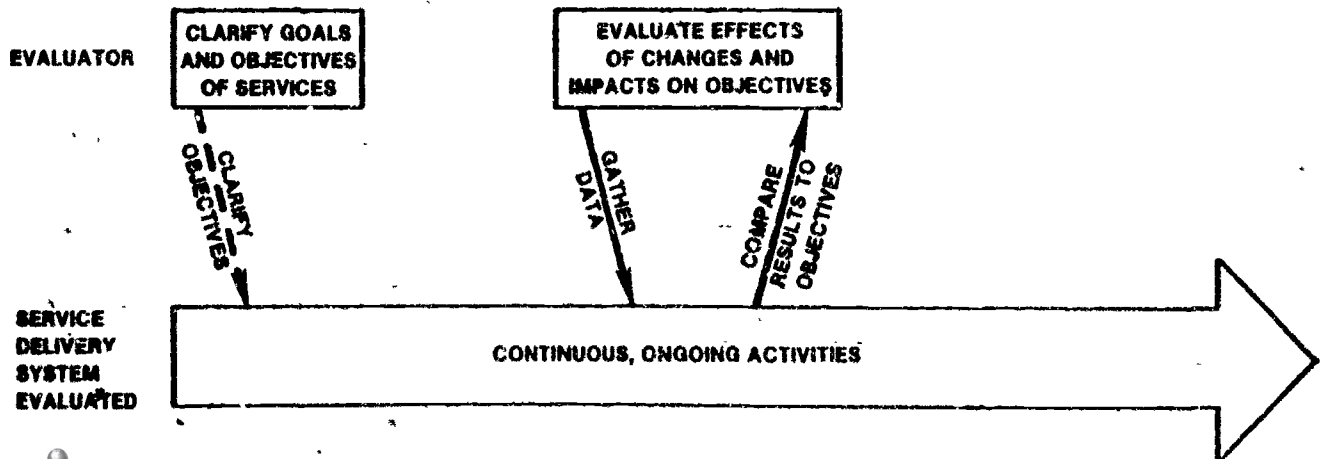 EVALUATOR
CLARIFY GOALS
AND OBJECTIVES
OF SERVICES
EVALUATE EFFECTS
OF CHANGES AND
IMPACTS ON OBJECTIVES
CLARIFY
OBJECTIVES
GATHER
DATA
COMPARE
RESULTS TO
OBJECTIVES
SERVICE
DELIVERY
SYSTEM
EVALUATED
CONTINUOUS, ONGOING ACTIVITIES